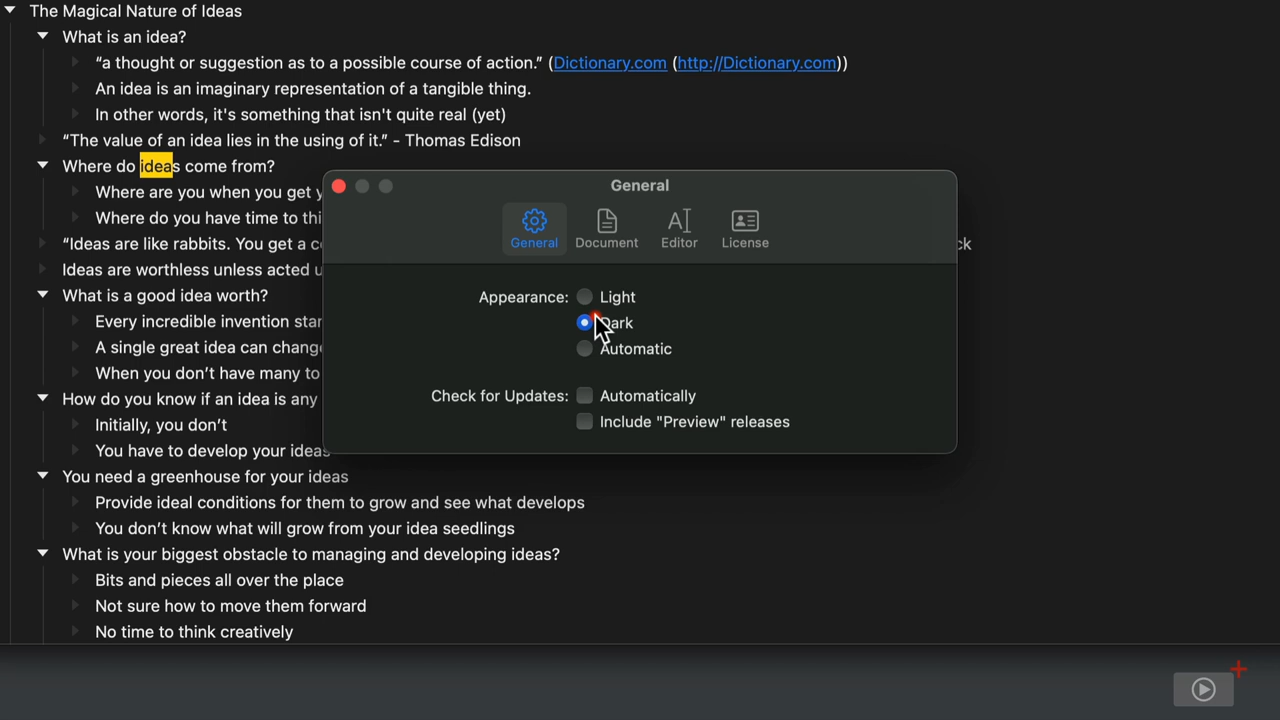 The Magical Nature of Ideas
What is an idea?
“a thought or suggestion as to a possible course of action.” (Dictionary.com (http://Dictionary.com))
An idea is an imaginary representation of a tangible thing.
In other words, it's something that isn't quite real (yet)
“The value of an idea lies in the using of it.” - Thomas Edison
Where do ideas come from?
Where are you when you get
General
Where do you have time to
General Document Editor License
“Ideas are like rabbits. You get a
Ideas are worthless unless acted
What is a good idea worth?
Appearance: Light
Every incredible invention
Dark
A single great idea can
Automatic
When you don’t have many to
How do you know if an idea is any
Check for Updates: Automatically
Initially, you don’t
Include "Preview" releases
You have to develop your ideas
You need a greenhouse for your ideas
Provide ideal conditions for them to grow and see what develops
You don’t know what will grow from your idea seedlings
What is your biggest obstacle to managing and developing ideas?
Bits and pieces all over the place
Not sure how to move them forward
No time to think creatively